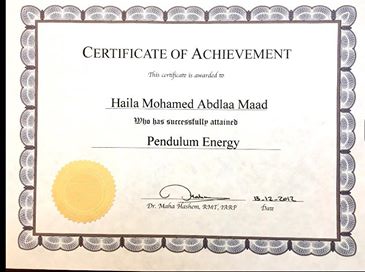 CERTIFICATE OF ACHIEVEMENT
This certificate is awarded to
Haila Mohamed Abdlaa Maad
Who has successfully attained
Pendulum Energy
13-12-2012
Dr. Maha Hashem, RMT, IARP Date